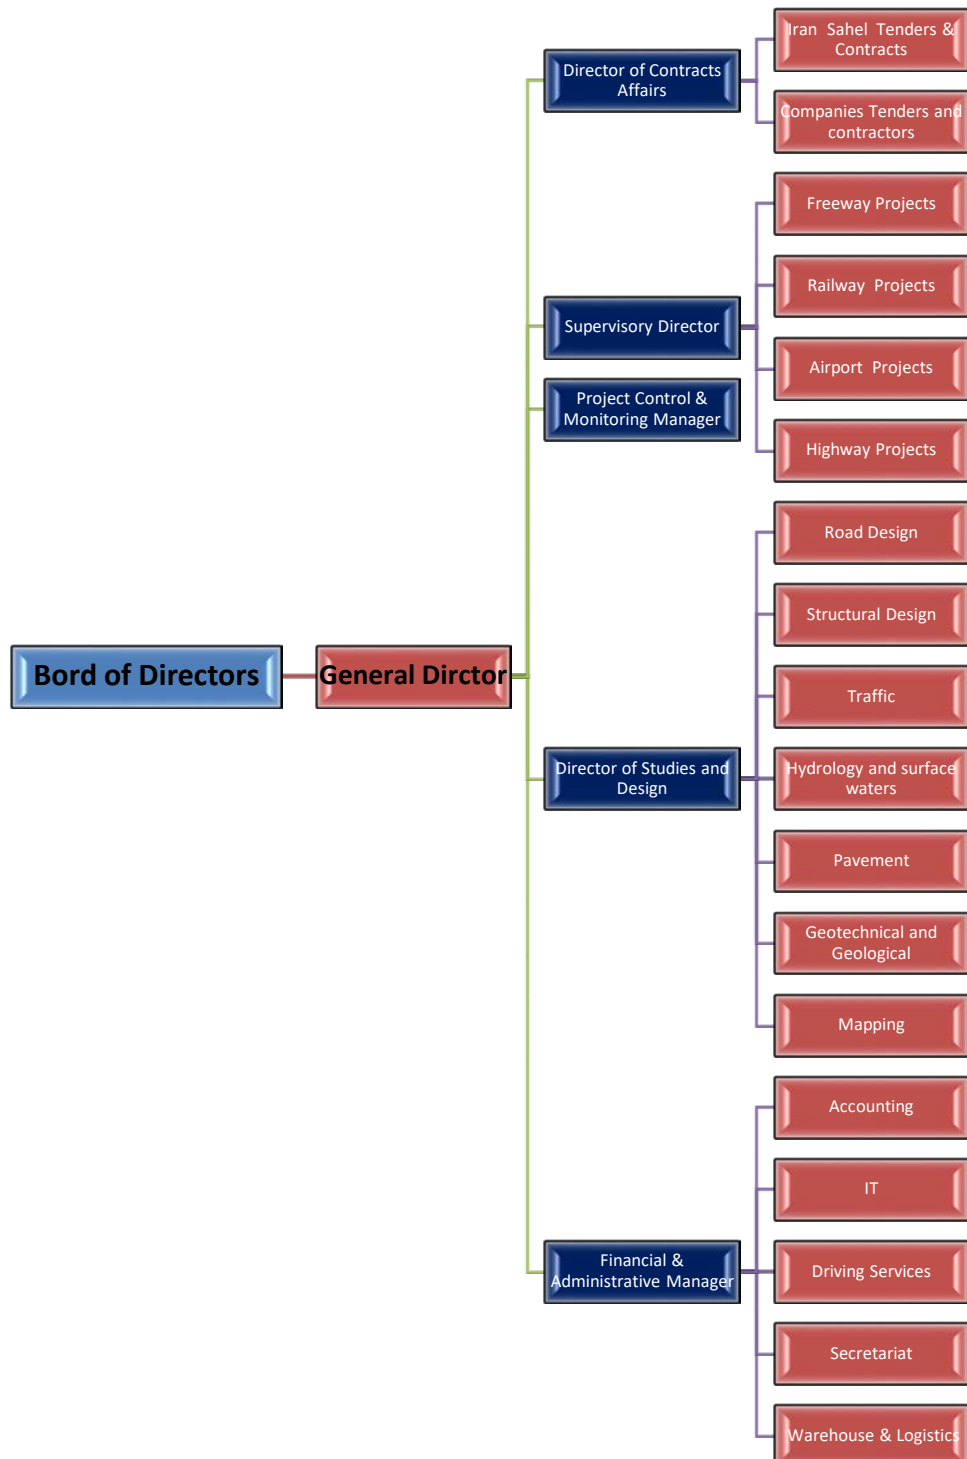 Bord of Directors
General Dirctor
Director of Contracts
Affairs
Iran Sahel Tenders &
Contracts
Companies Tenders and
contractors
Supervisory Director
Freeway Projects
Railway Projects
Airport Projects
Highway Projects
Project Control &
Monitoring Manager
Director of Studies and
Design
Road Design
Structural Design
Traffic
Hydrology and surface
waters
Pavement
Geotechnical and
Geological
Mapping
Financial &
Administrative Manager
Accounting
IT
Driving Services
Secretariat
Warehouse & Logistics